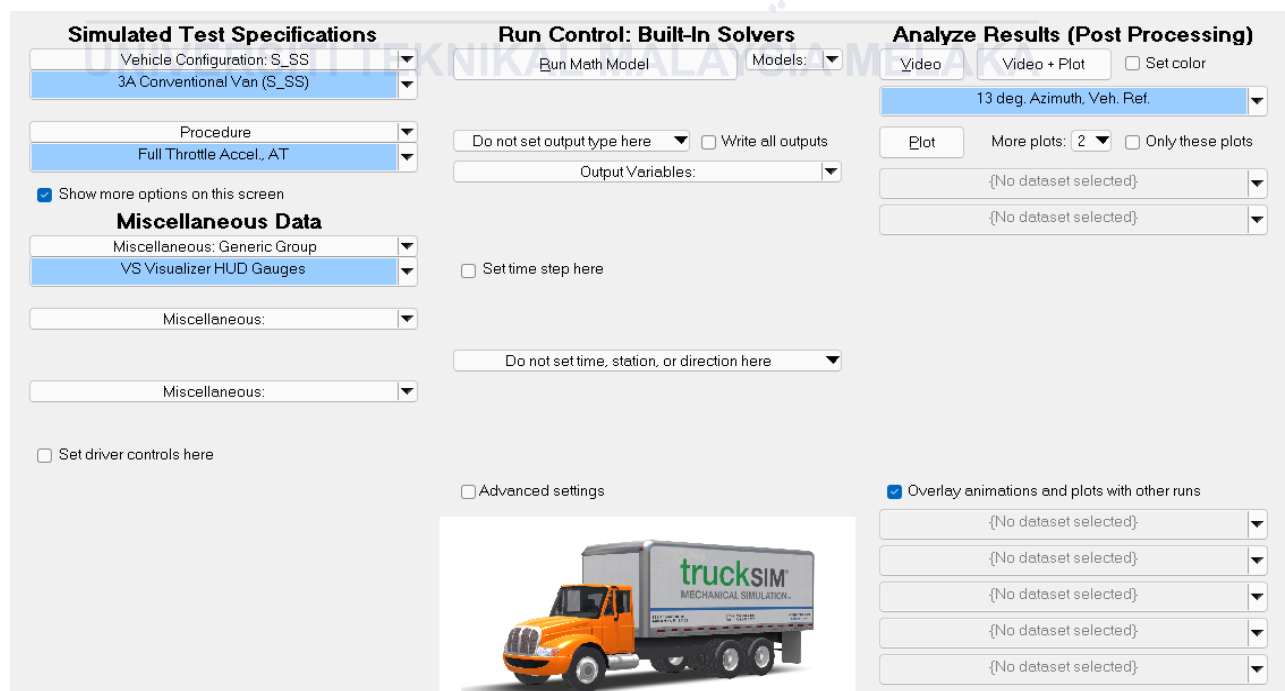 UNIVERSITI TEKNIKAL MALAYSIA MELAKA
Simulated Test Specifications
Vehicle Configuration: S_SS
3A Conventional Van (S_SS)
Procedure
Full Throttle Accel., AT
Show more options on this screen
Miscellaneous Data
Miscellaneous: Generic Group
VS Visualizer HUD Gauges
Miscellaneous:
Miscellaneous:
Set driver controls here
Run Control: Built-In Solvers
Run Math Model
Models:
Do not set output type here
Write all outputs
Output Variables:
Set time step here
Do not set time, station, or direction here
Advanced settings
truckSIM®
MECHANICAL SIMULATION
Analyze Results (Post Processing)
Video
Video + Plot
Set color
13 deg. Azimuth, Veh. Ref.
Plot
More plots: 2
Only these plots
{No dataset selected}
{No dataset selected}
Overlay animations and plots with other runs
{No dataset selected}
{No dataset selected}
{No dataset selected}
{No dataset selected}
{No dataset selected}